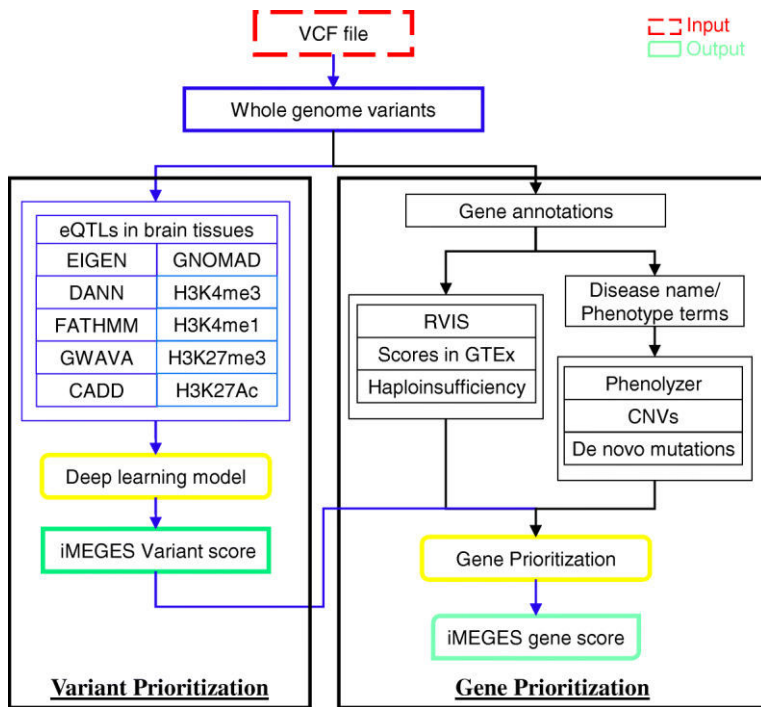 VCF file
Input
Output
Whole genome variants
eQTLs in brain tissues
EIGEN GNOMAD
DANN H3K4me3
FATHMM H3K4me1
GWAVA H3K27me3
CADD H3K27Ac
Deep learning model
iMEGES Variant score
Variant Prioritization
Gene annotations
RVIS
Scores in GTEx
Haploinsufficiency
Disease name/
Phenotype terms
Phenolyzer
CNVs
De novo mutations
Gene Prioritization
iMEGES gene score
Gene Prioritization